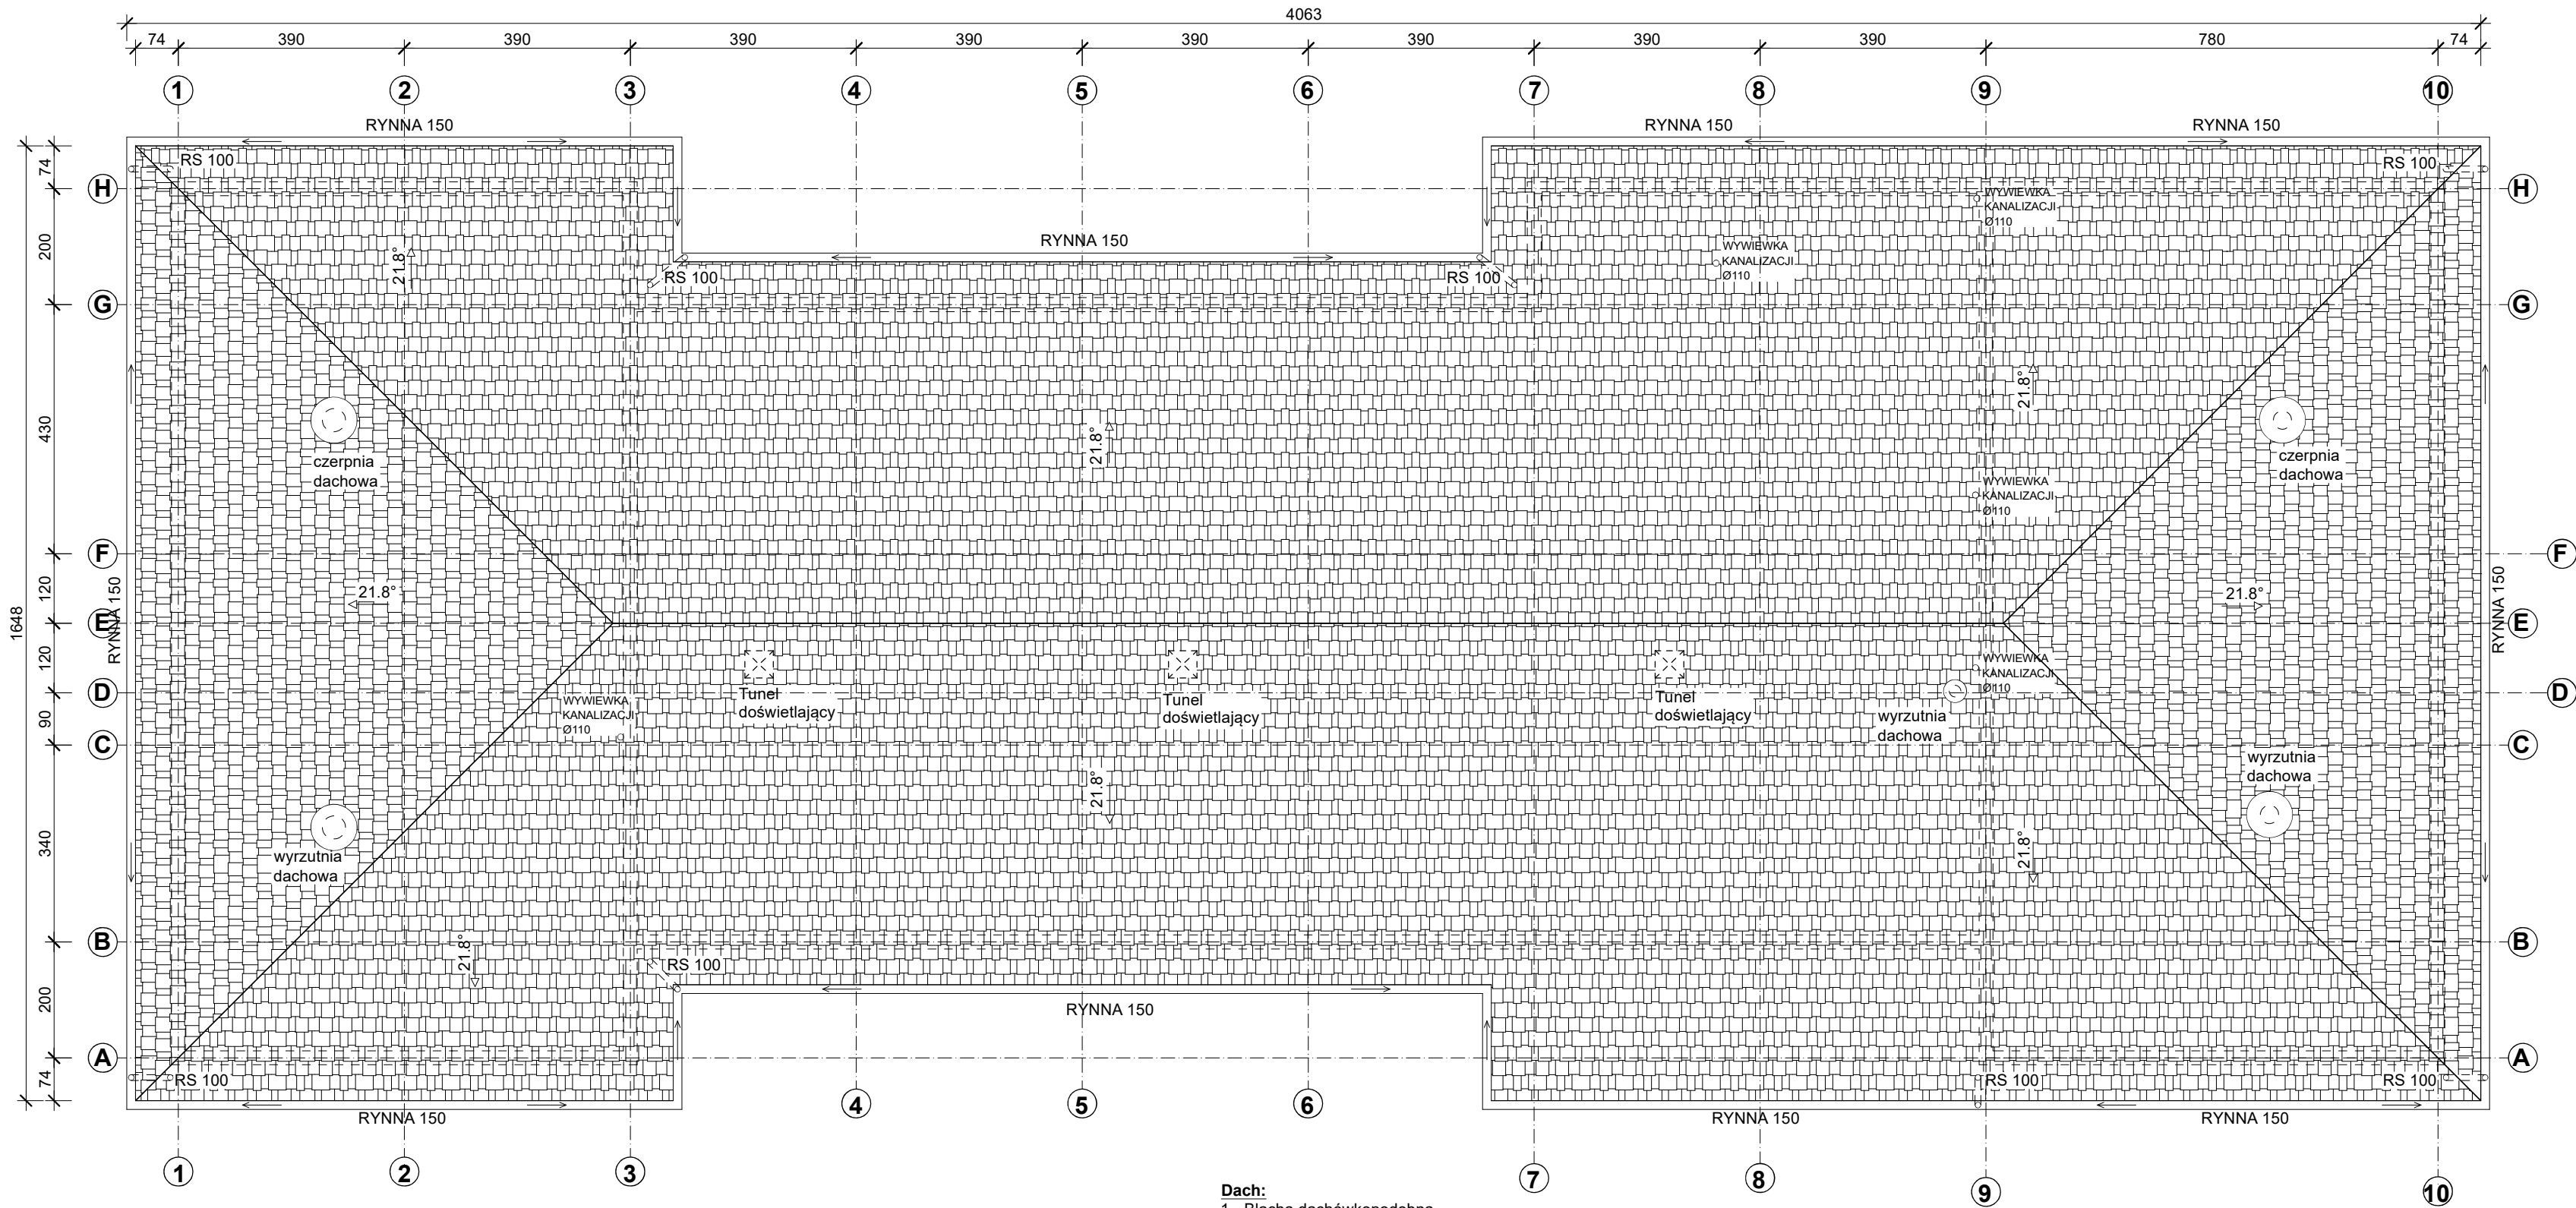 4063
74 390 390 390 390 390 390 390 390 780 74
1 2 3 4 5 6 7 8 9 10
RYNNA 150 RYNNA 150 RYNNA 150
74
RS 100 RS 100
H H
WYWIEWKA
KANALIZACJI
Ø110
200
RYNNA 150
WYWIEWKA
KANALIZACJI
Ø110
21.8°
RS 100 RS 100
G G
21.8°
430
21.8°
czerpnia
dachowa
czerpnia
dachowa
WYWIEWKA
KANALIZACJI
Ø110
F F
120
21.8° 21.8°
1648
RYNNA 150
RYNNA 150
E E
120
WYWIEWKA
KANALIZACJI
Ø110
D D
Tunel
doświetlający
Tunel
doświetlający
Tunel
doświetlający
WYWIEWKA
KANALIZACJI
Ø110
90
wyrzutnia
dachowa
C C
wyrzutnia
dachowa
21.8°
340
21.8°
wyrzutnia
dachowa
B B
21.8°
RS 100
200
RYNNA 150
A A
74
RS 100 RS 100 RS 100
RYNNA 150 RYNNA 150 RYNNA 150
4 5 6
1 2 3 7 8 9 10
Dach:
1. Blacha dachówkopodobna